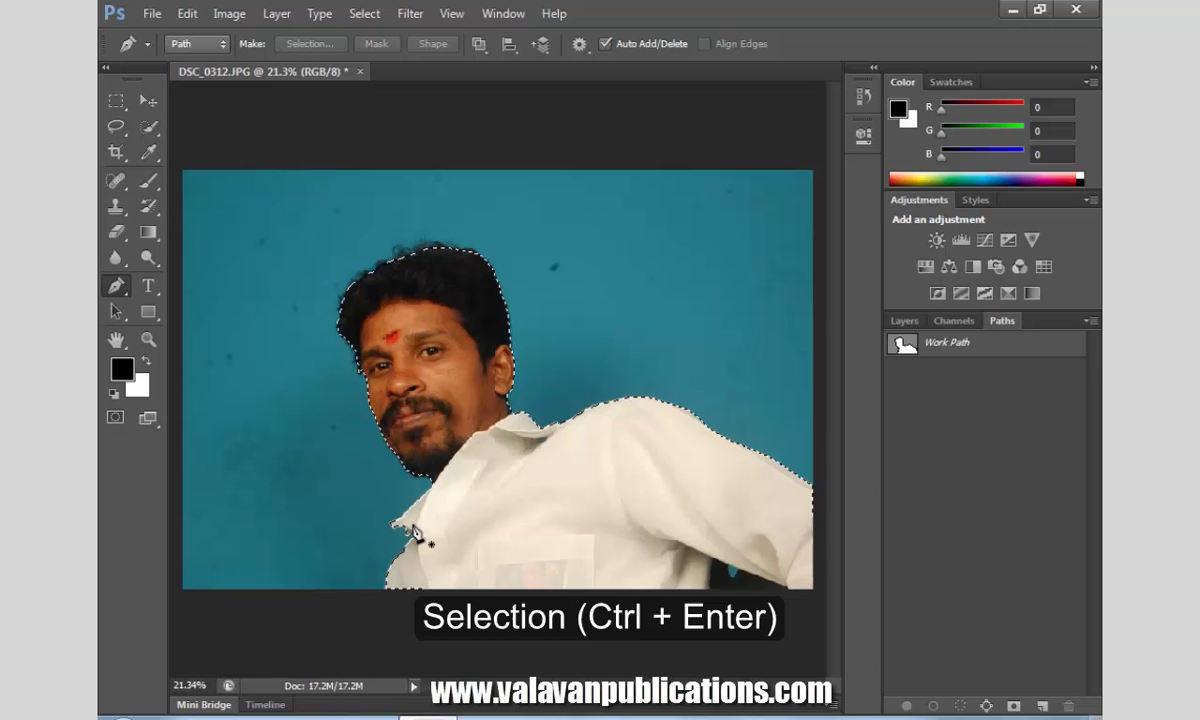 Ps File Edit Image Layer Type Select Filter View Window Help
Path Make: Selection... Mask Shape Auto Add/Delete Align Edges
DSC_0312.JPG @ 21.3% (RGB/8) * ×
Color Swatches
R 0
G 0
B 0
Adjustments Styles
Add an adjustment
Layers Channels Paths
Work Path
T
Selection (Ctrl + Enter)
21.34% Doc: 17.2M/17.2M
www.valavanpublications.com
Mini Bridge Timeline